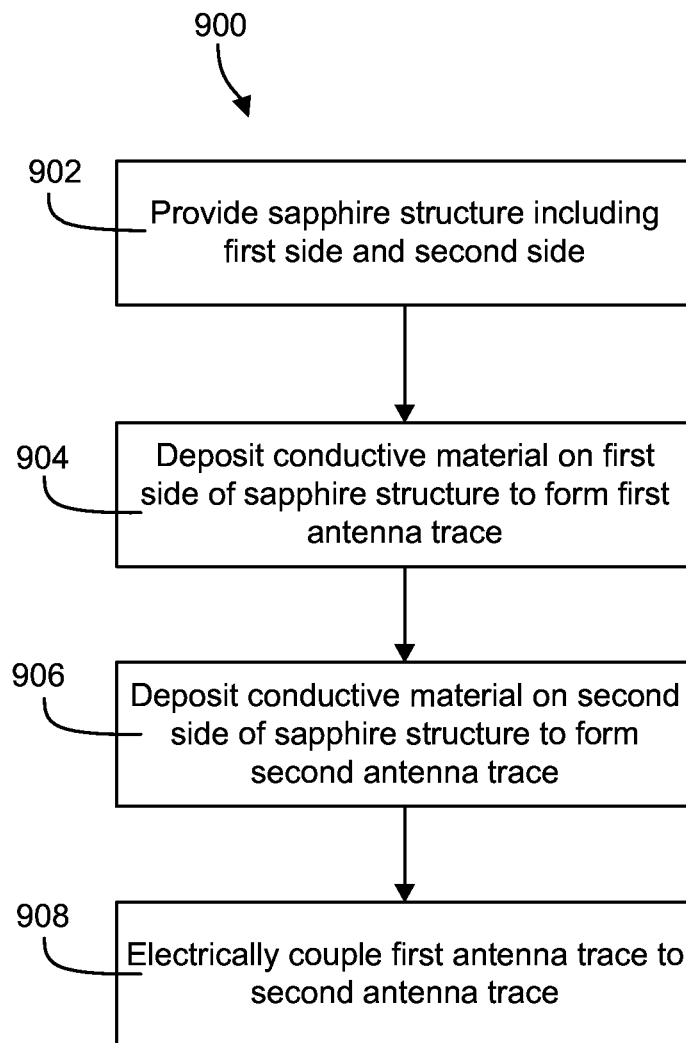 900
902
Provide sapphire structure including
first side and second side
904
Deposit conductive material on first
side of sapphire structure to form first
antenna trace
906
Deposit conductive material on second
side of sapphire structure to form
second antenna trace
908
Electrically couple first antenna trace to
second antenna trace